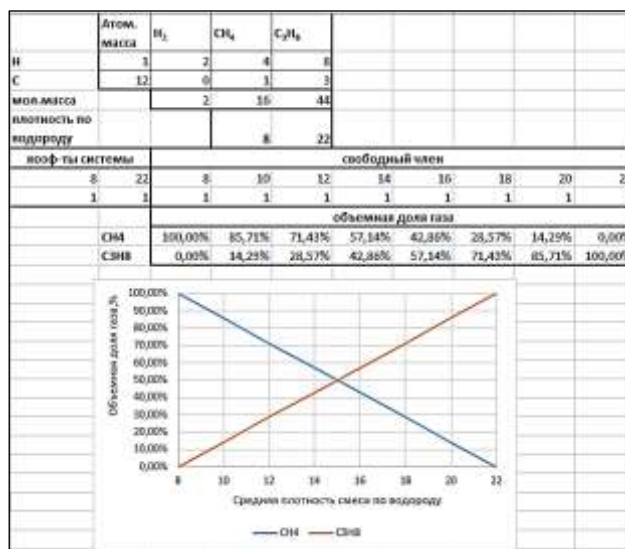 Атом. масса H₂ CH₄ C₃H₈
H 1 2 4 8
C 12 0 1 3
мол.масса 2 16 44
плотность по водороду 8 22
коэф-ты системы свободный член
8 22 8 10 12 14 16 18 20 2
1 1 1 1 1 1 1 1 1
объемная доля газа
CH4 100,00% 85,71% 71,43% 57,14% 42,86% 28,57% 14,29% 0,00%
C3H8 0,00% 14,29% 28,57% 42,86% 57,14% 71,43% 85,71% 100,00%
Объемная доля газа,%
100,00%
90,00%
80,00%
70,00%
60,00%
50,00%
40,00%
30,00%
20,00%
10,00%
0,00%
8 10 12 14 16 18 20 22
Средняя плотность смеси по водороду
CH4 C3H8